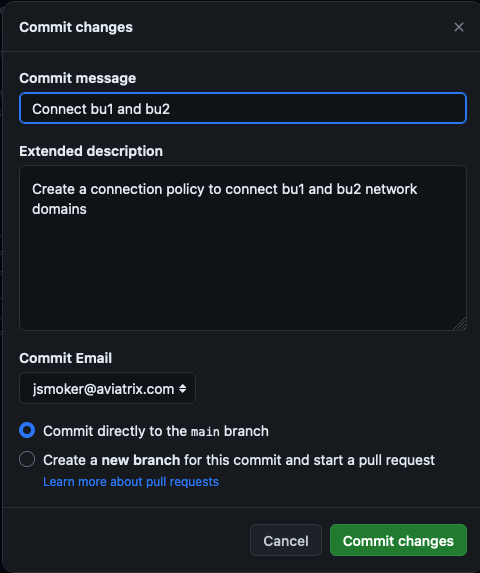 Commit changes
Commit message
Connect bu1 and bu2
Extended description
Create a connection policy to connect bu1 and bu2 network
domains
Commit Email
jsmoker@aviatrix.com
Commit directly to the main branch
Create a new branch for this commit and start a pull request
Learn more about pull requests
Cancel
Commit changes